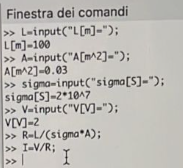 Finestra dei comandi
>> L=input("L[m]=");
L[m]=100
>> A=input("A[m^2]=");
A[m^2]=0.03
>> sigma=input("sigma[S]=");
sigma[S]=2*10^7
>> V=input("V[V]=");
V[V]=2
>> R=L/(sigma*A);
>> I=V/R;
>>